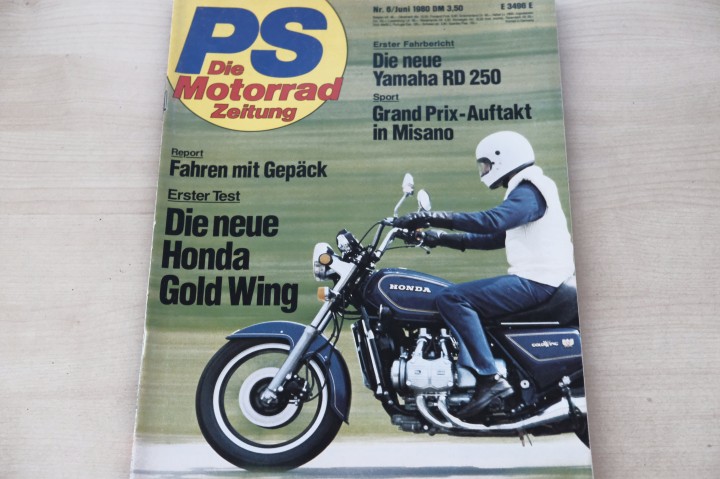 Nr. 6/Juni 1980 DM 3,50
E 3486 E
PS
Die
Motorrad
Zeitung
Erster Fahrbericht
Die neue
Yamaha RD 250
Sport
Grand Prix-Auftakt
in Misano
Report
Fahren mit Gepäck
Erster Test
Die neue
Honda
Gold Wing
HONDA